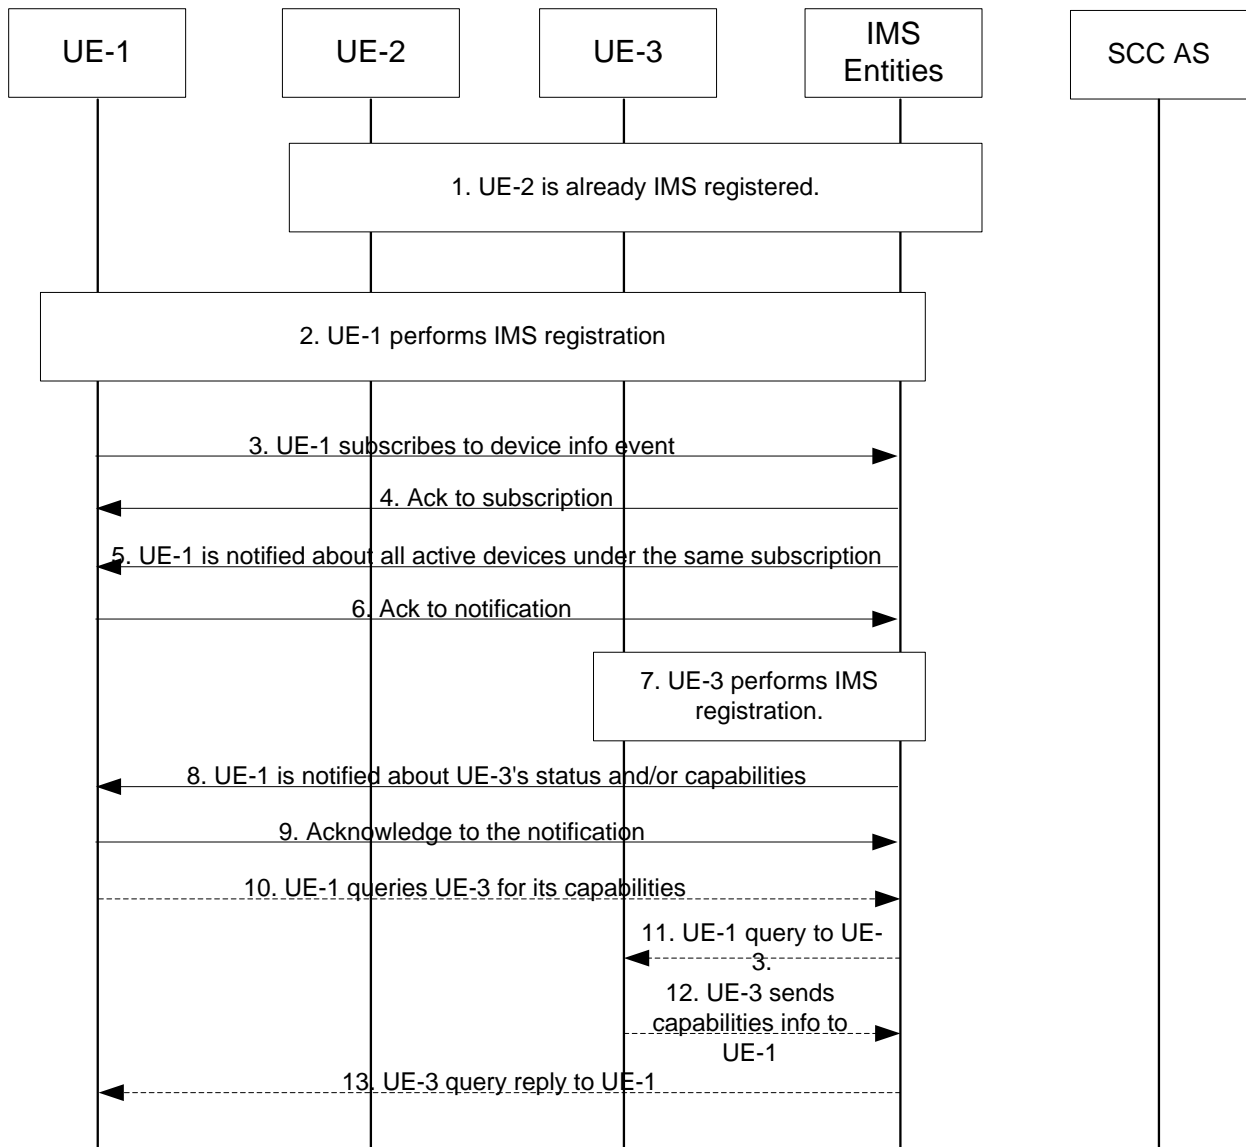 UE-1
UE-2
UE-3
IMS
Entities
SCC AS
1. UE-2 is already IMS registered.
2. UE-1 performs IMS registration
3. UE-1 subscribes to device info event
4. Ack to subscription
5. UE-1 is notified about all active devices under the same subscription
6. Ack to notification
7. UE-3 performs IMS
registration.
8. UE-1 is notified about UE-3's status and/or capabilities
9. Acknowledge to the notification
10. UE-1 queries UE-3 for its capabilities
11. UE-1 query to UE-
3.
12. UE-3 sends
capabilities info to
UE-1
13. UE-3 query reply to UE-1